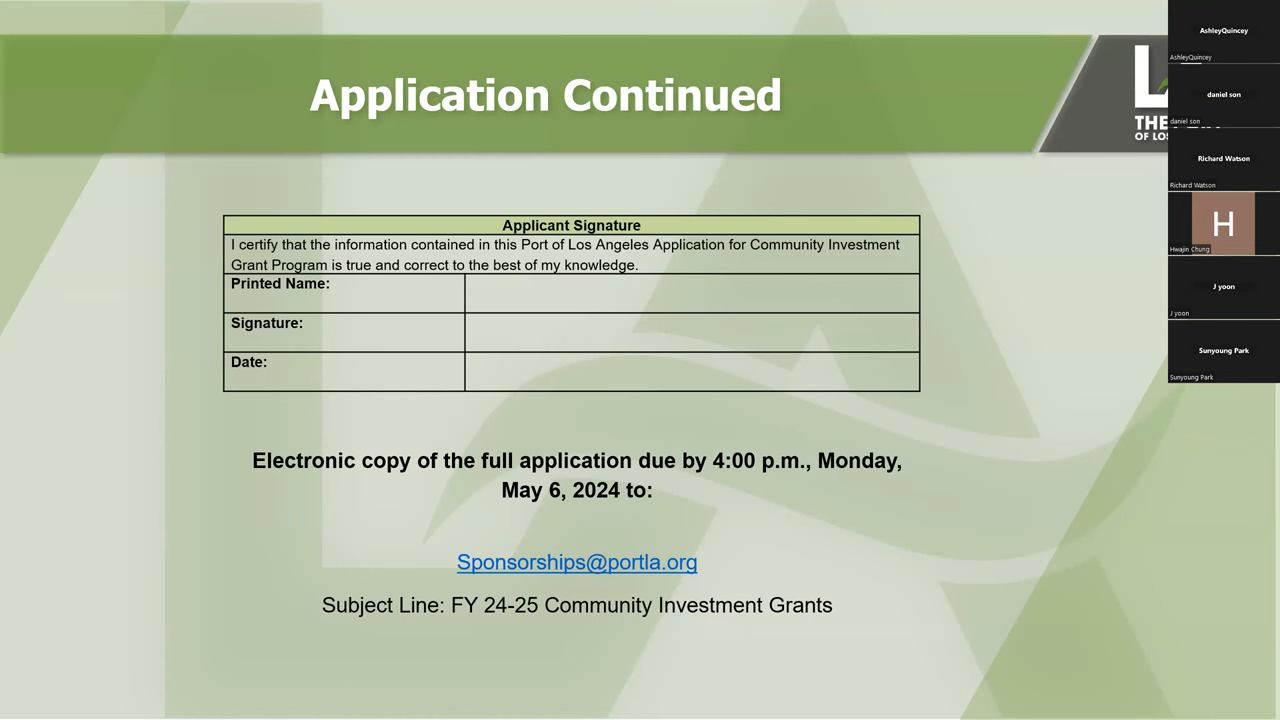 Application Continued
THE
OF LOS
Applicant Signature
I certify that the information contained in this Port of Los Angeles Application for Community Investment
Grant Program is true and correct to the best of my knowledge.
Printed Name:
Signature:
Date:
Electronic copy of the full application due by 4:00 p.m., Monday,
May 6, 2024 to:
Sponsorships@portla.org
Subject Line: FY 24-25 Community Investment Grants
AshleyQuincey
AshleyQuincey
daniel son
daniel son
Richard Watson
Richard Watson
H
Hwajin Chung
J yoon
J yoon
Sunyoung Park
Sunyoung Park